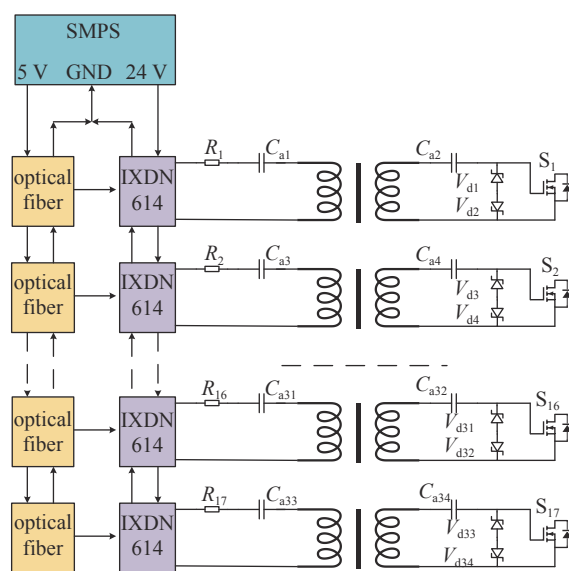 SMPS
5 V GND 24 V
optical fiber
IXDN 614
R1
Ca1
Ca2
Vd1
Vd2
S1
optical fiber
IXDN 614
R2
Ca3
Ca4
Vd3
Vd4
S2
optical fiber
IXDN 614
R16
Ca31
Ca32
Vd31
Vd32
S16
optical fiber
IXDN 614
R17
Ca33
Ca34
Vd33
Vd34
S17